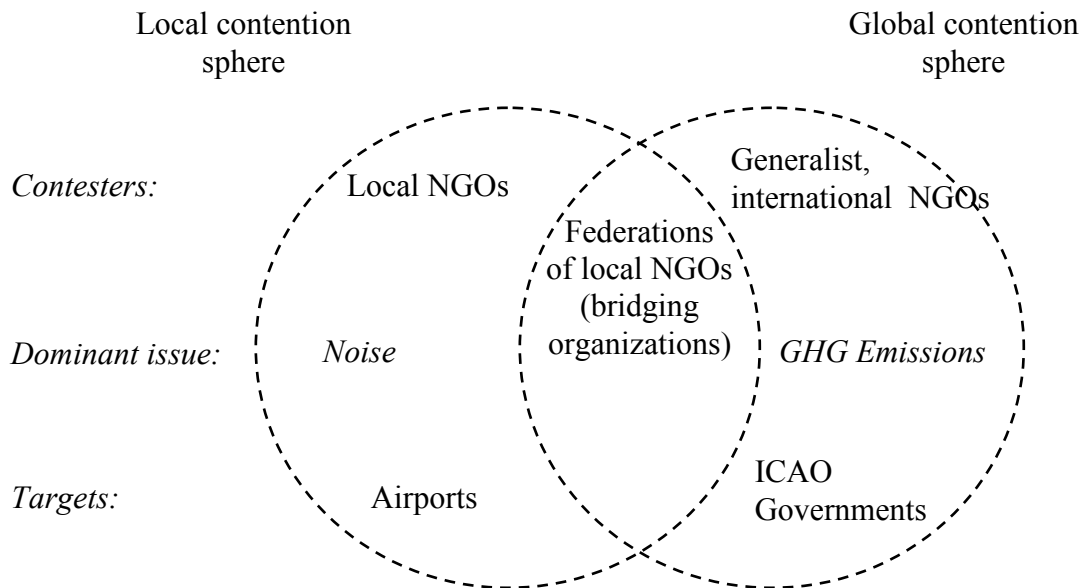 Local contention
sphere
Global contention
sphere
Contesters:
Local NGOs
Generalist,
international NGOs
Federations
of local NGOs
(bridging
organizations)
Dominant issue:
Noise
GHG Emissions
Targets:
Airports
ICAO
Governments